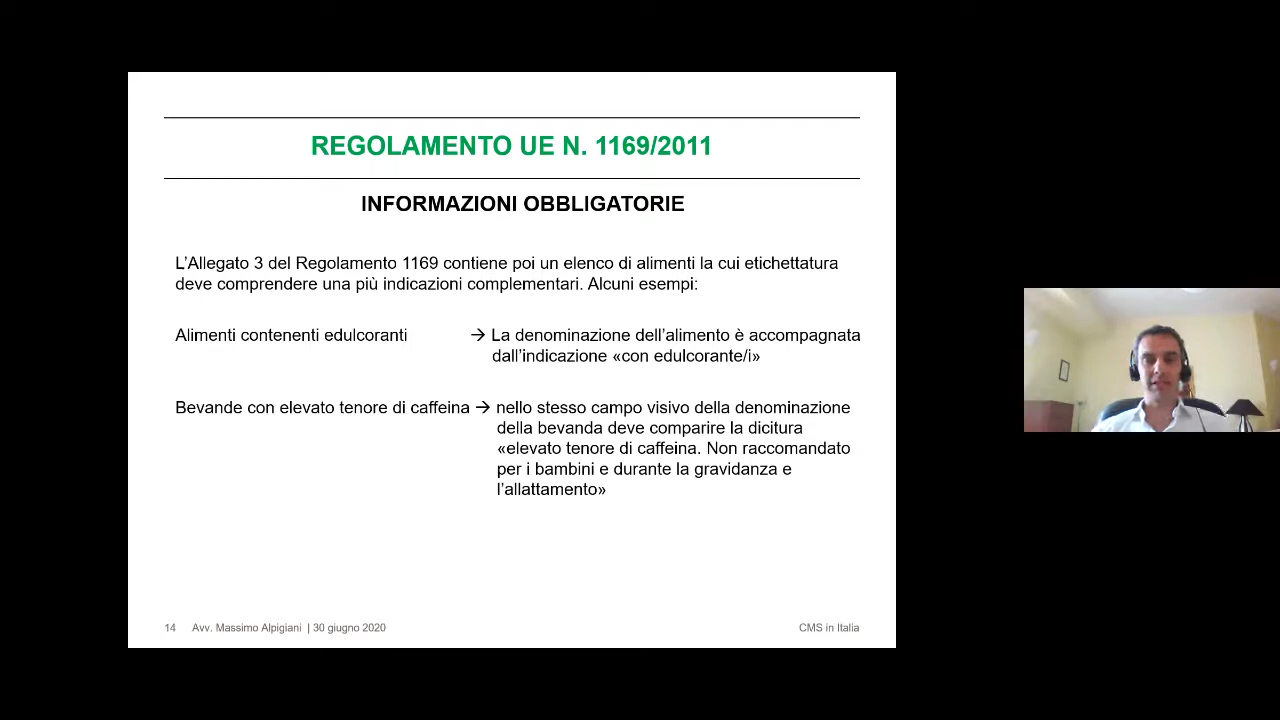 REGOLAMENTO UE N. 1169/2011
INFORMAZIONI OBBLIGATORIE
L’Allegato 3 del Regolamento 1169 contiene poi un elenco di alimenti la cui etichettatura
deve comprendere una più indicazioni complementari. Alcuni esempi:
Alimenti contenenti edulcoranti → La denominazione dell’alimento è accompagnata
dall’indicazione «con edulcorante/i»
Bevande con elevato tenore di caffeina → nello stesso campo visivo della denominazione
della bevanda deve comparire la dicitura
«elevato tenore di caffeina. Non raccomandato
per i bambini e durante la gravidanza e
l’allattamento»
14 Avv. Massimo Alpigiani | 30 giugno 2020 CMS in Italia